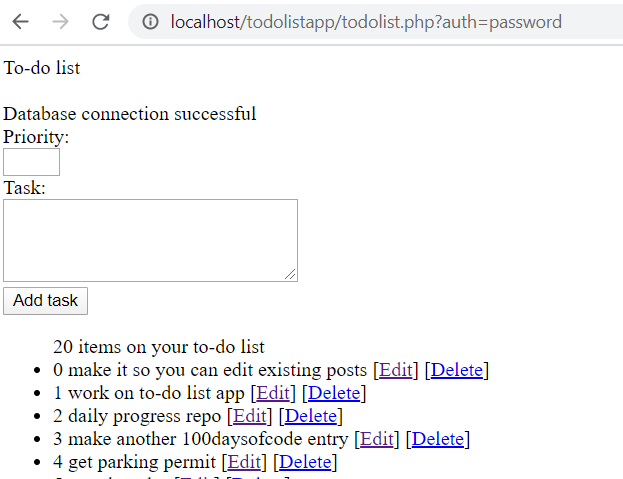 localhost/todolistapp/todolist.php?auth=password
To-do list
Database connection successful
Priority:
Task:
Add task
20 items on your to-do list
0 make it so you can edit existing posts [Edit] [Delete]
1 work on to-do list app [Edit] [Delete]
2 daily progress repo [Edit] [Delete]
3 make another 100daysofcode entry [Edit] [Delete]
4 get parking permit [Edit] [Delete]